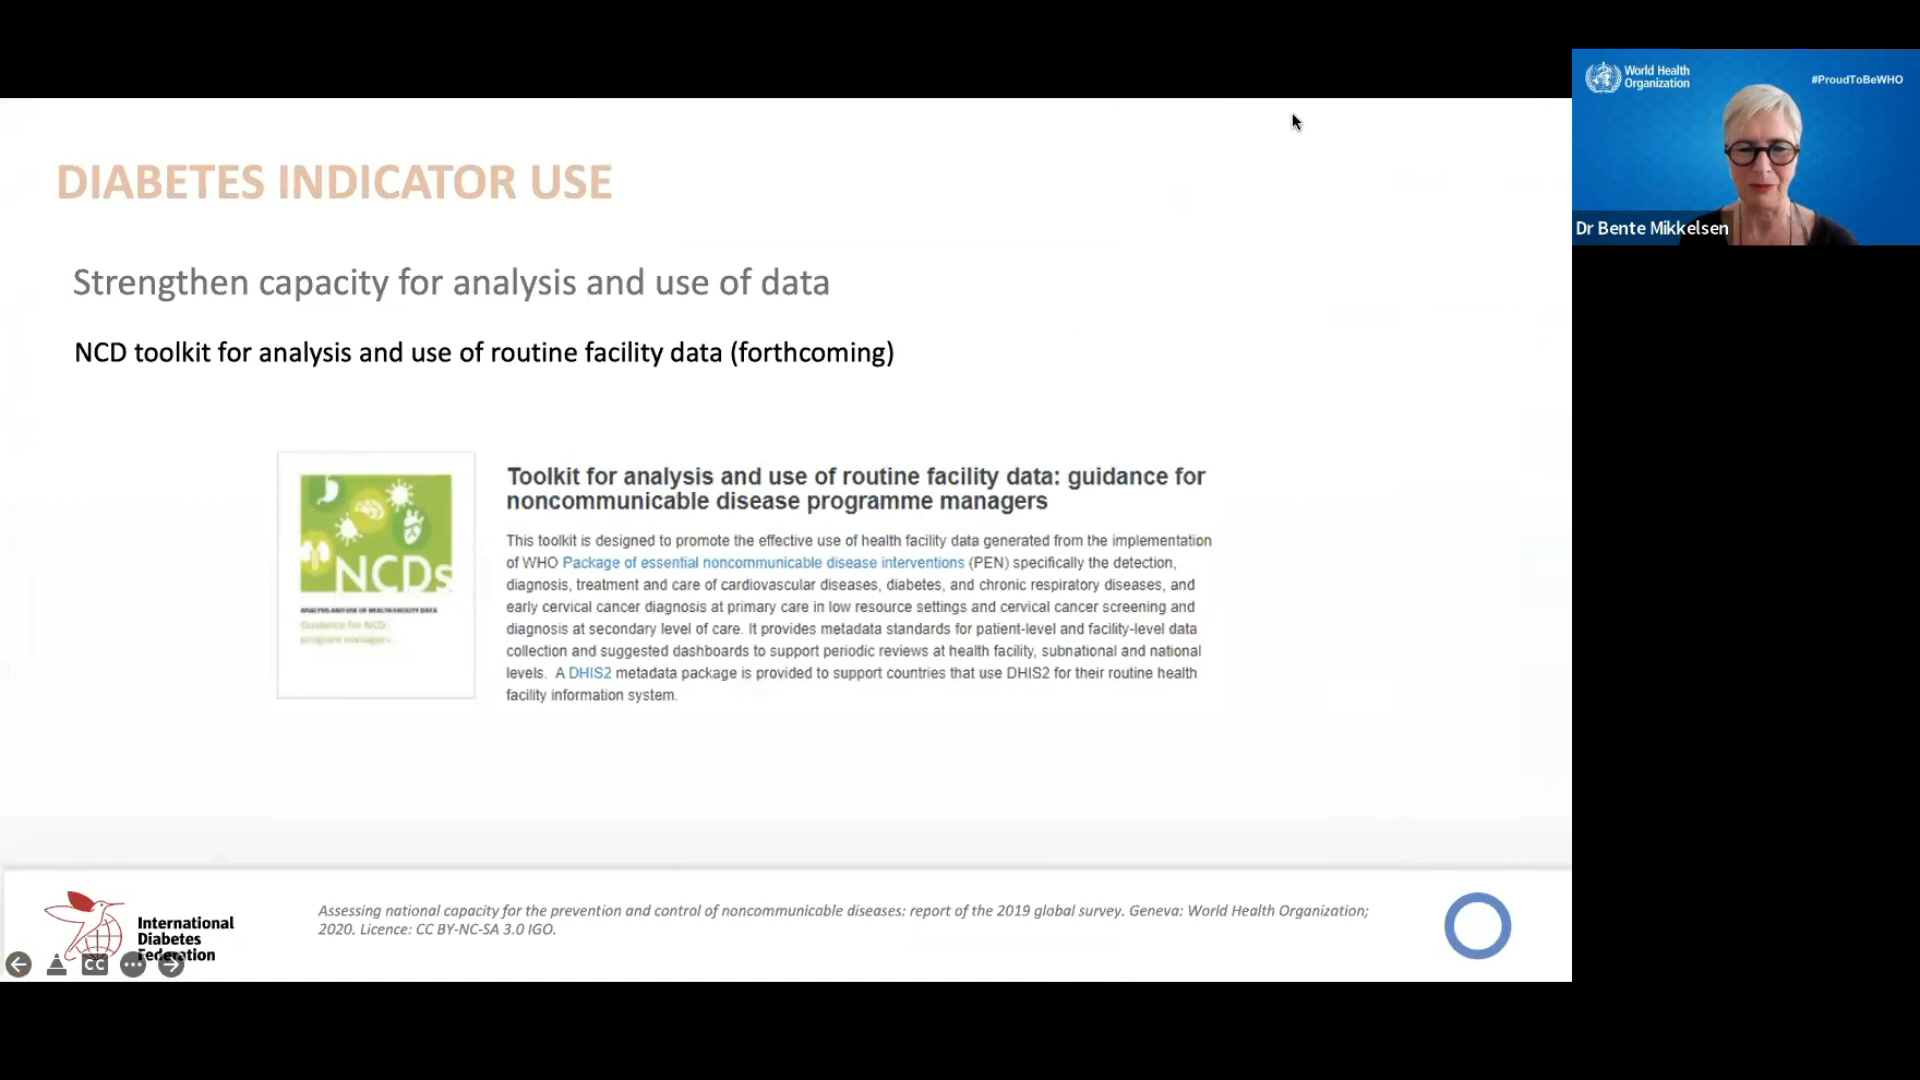 World Health
Organization
#ProudToBeWHO
Dr Bente Mikkelsen
DIABETES INDICATOR USE
Strengthen capacity for analysis and use of data
NCD toolkit for analysis and use of routine facility data (forthcoming)
NCDs
ANALYSIS AND USE OF HEALTH FACILITY DATA
Guidance for NCD
program managers
Toolkit for analysis and use of routine facility data: guidance for
noncommunicable disease programme managers
This toolkit is designed to promote the effective use of health facility data generated from the implementation
of WHO Package of essential noncommunicable disease interventions (PEN) specifically the detection,
diagnosis, treatment and care of cardiovascular diseases, diabetes, and chronic respiratory diseases, and
early cervical cancer diagnosis at primary care in low resource settings and cervical cancer screening and
diagnosis at secondary level of care. It provides metadata standards for patient-level and facility-level data
collection and suggested dashboards to support periodic reviews at health facility, subnational and national
levels. A DHIS2 metadata package is provided to support countries that use DHIS2 for their routine health
facility information system.
International
Diabetes
Federation
CC
Assessing national capacity for the prevention and control of noncommunicable diseases: report of the 2019 global survey. Geneva: World Health Organization;
2020. Licence: CC BY-NC-SA 3.0 IGO.